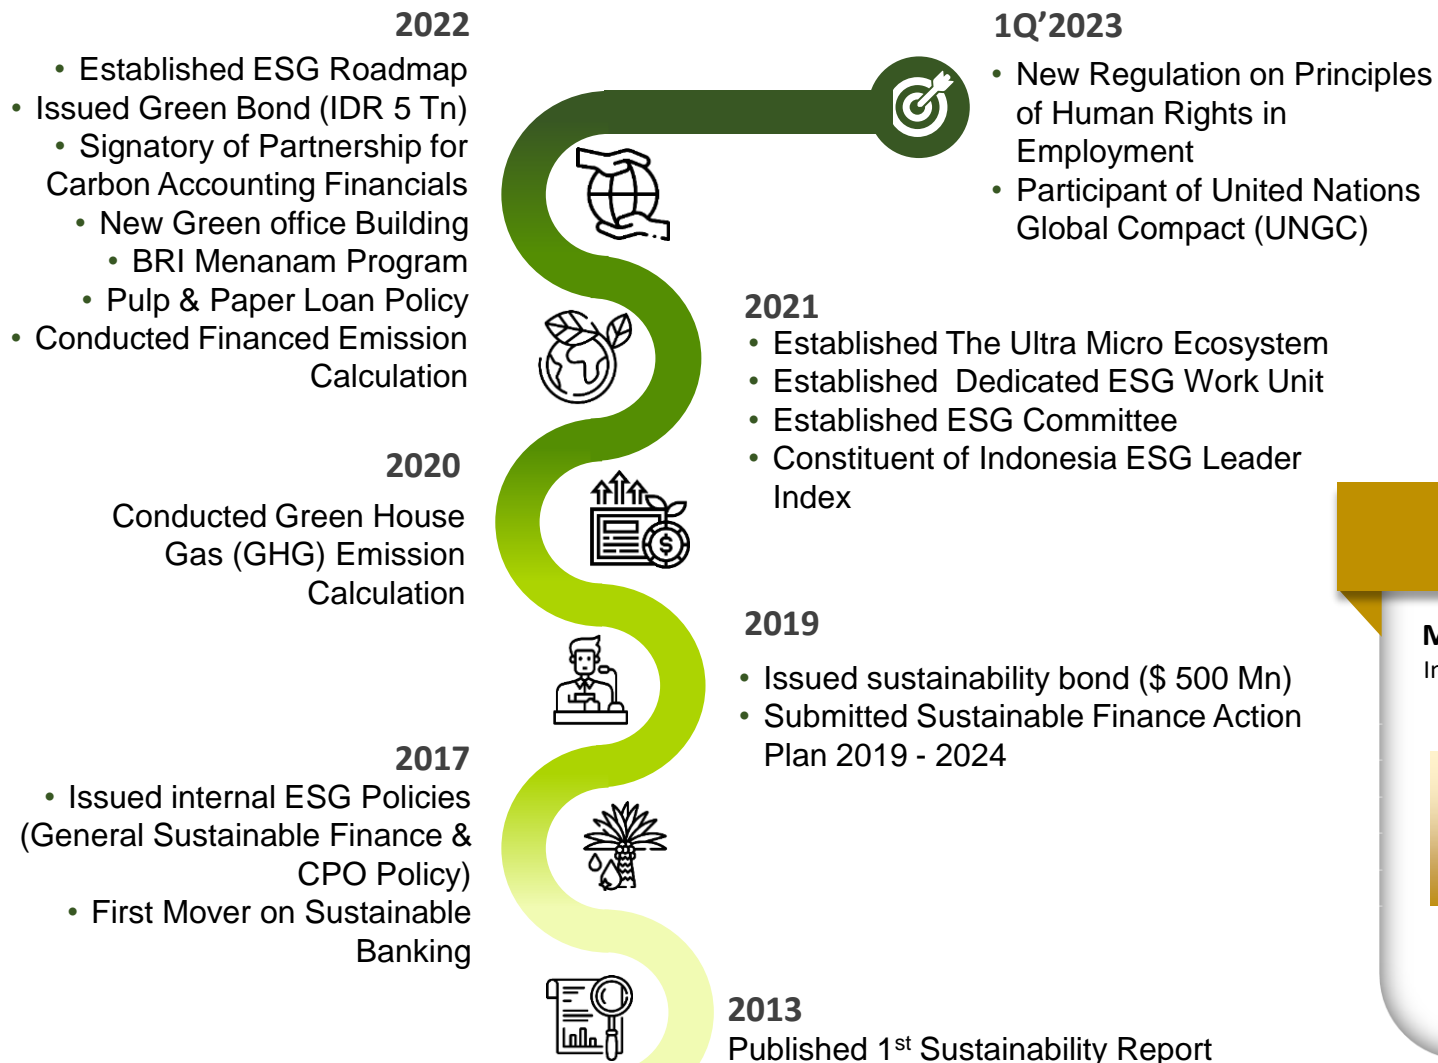 2022
• Established ESG Roadmap
• Issued Green Bond (IDR 5 Tn)
• Signatory of Partnership for
Carbon Accounting Financials
• New Green office Building
• BRI Menanam Program
• Pulp & Paper Loan Policy
• Conducted Financed Emission
Calculation
1Q’2023
• New Regulation on Principles
of Human Rights in
Employment
• Participant of United Nations
Global Compact (UNGC)
2021
• Established The Ultra Micro Ecosystem
• Established Dedicated ESG Work Unit
• Established ESG Committee
• Constituent of Indonesia ESG Leader
Index
2020
Conducted Green House
Gas (GHG) Emission
Calculation
2019
• Issued sustainability bond ($ 500 Mn)
• Submitted Sustainable Finance Action
Plan 2019 - 2024
2017
• Issued internal ESG Policies
(General Sustainable Finance &
CPO Policy)
• First Mover on Sustainable
Banking
2013
Published 1st Sustainability Report